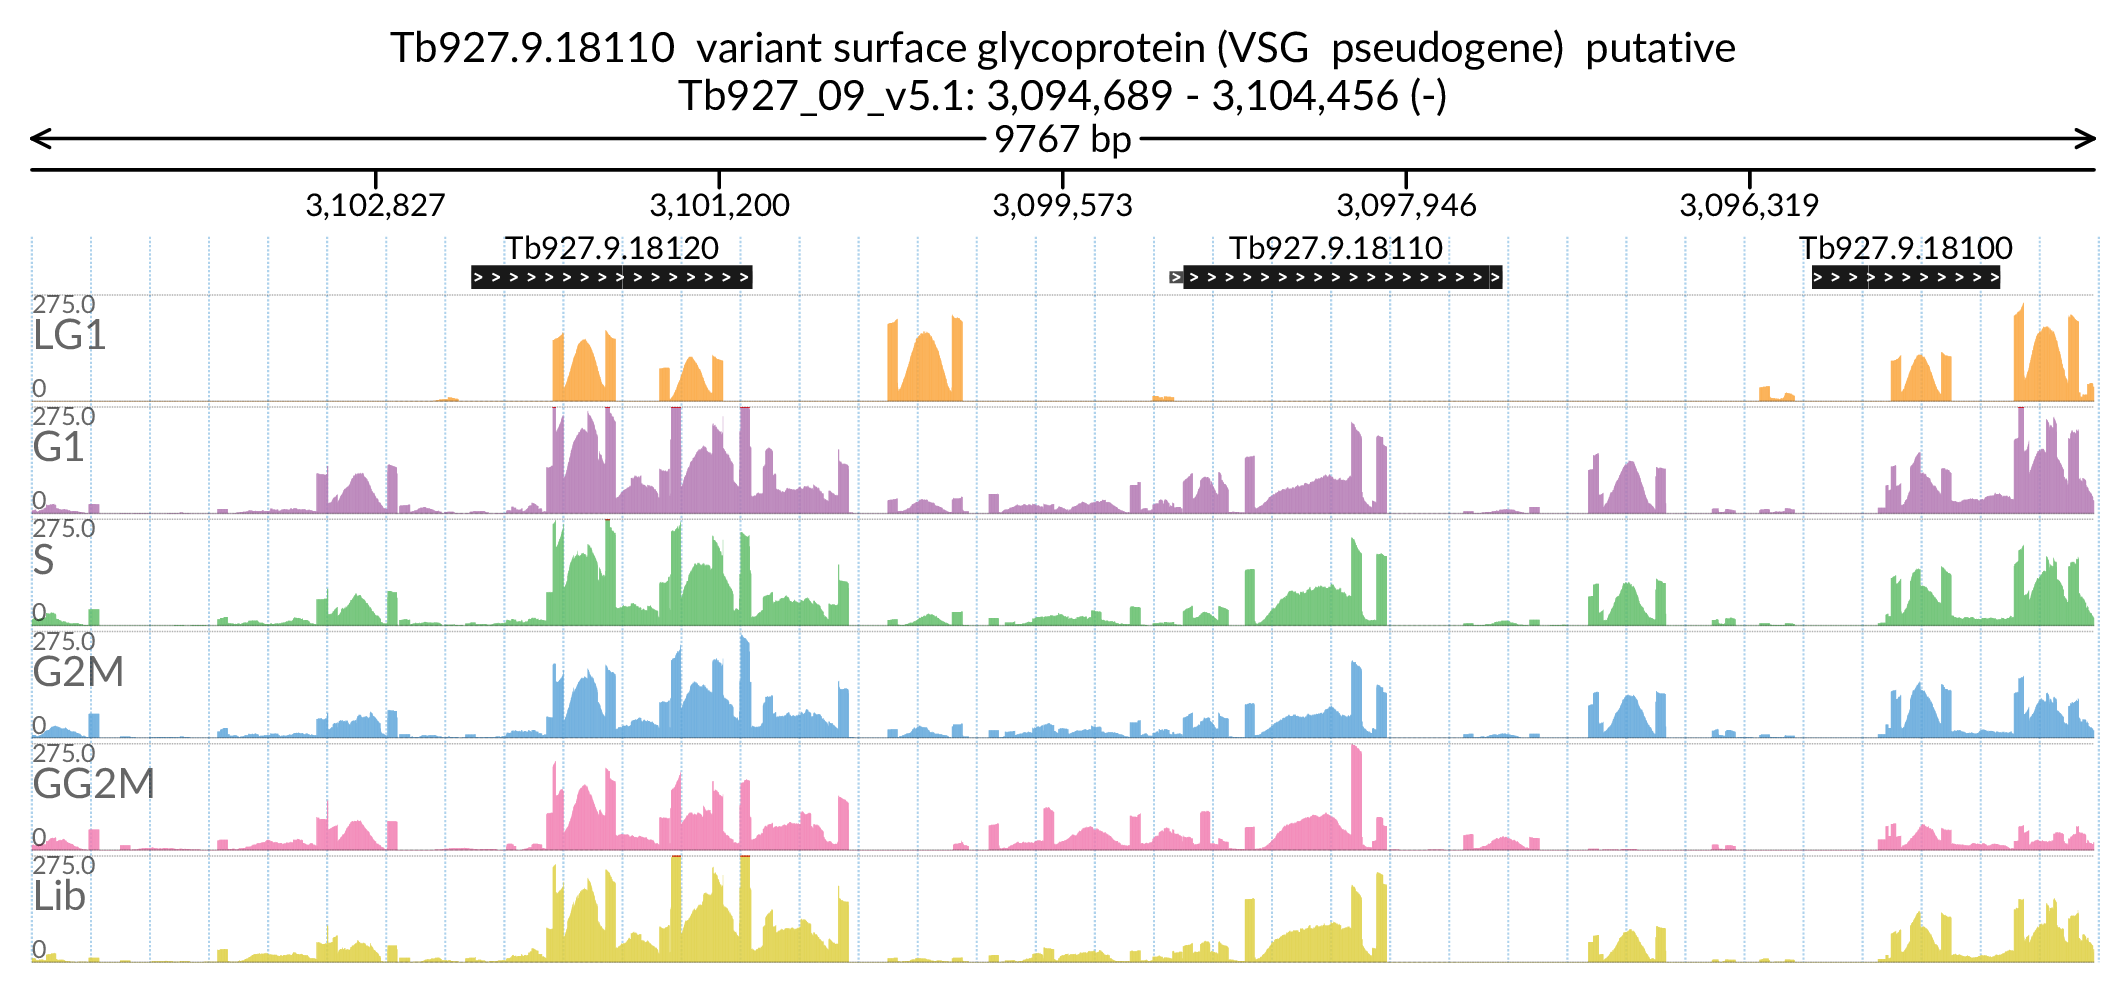 Tb927.9.18110 variant surface glycoprotein (VSG pseudogene) putative
Tb927_09_v5.1: 3,094,689 - 3,104,456 (-)
9767 bp
3,102,827 3,101,200 3,099,573 3,097,946 3,096,319
Tb927.9.18120 Tb927.9.18110 Tb927.9.18100
275.0
LG1
0
275.0
G1
0
275.0
S
0
275.0
G2M
0
275.0
GG2M
0
275.0
Lib
0